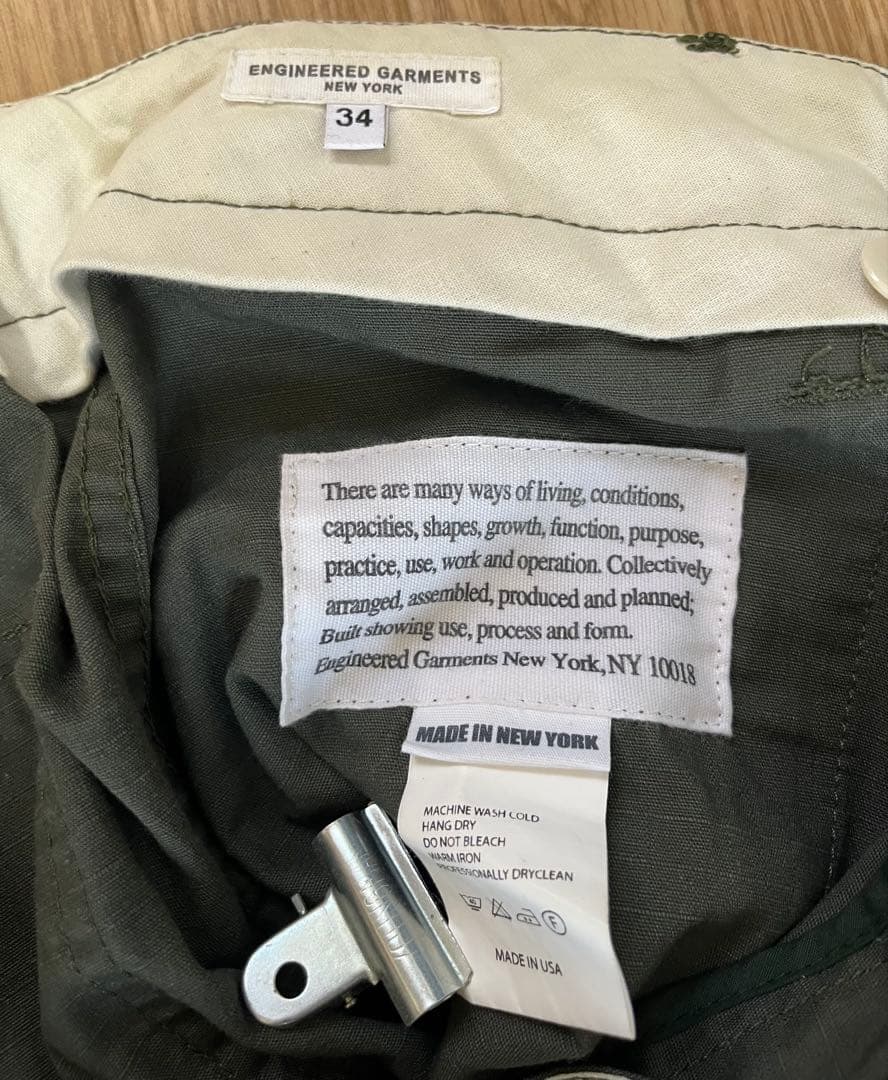 ENGINEERED GARMENTS
NEW YORK
34
There are many ways of living, conditions,
capacities, shapes, growth, function, purpose,
practice, use, work and operation. Collectively
arranged, assembled, produced and planned;
Built showing use, process and form.
Engineered Garments New York, NY 10018
MADE IN NEW YORK
MACHINE WASH COLD
HANG DRY
DO NOT BLEACH
WARM IRON
PROFESSIONALLY DRYCLEAN
F
MADE IN USA